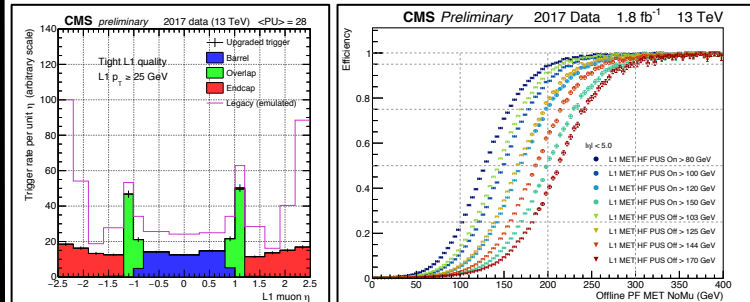 CMS preliminary 2017 data (13 TeV) <PU> = 28
Trigger rate per unit η (arbitrary scale)
140
120
100
80
60
40
20
0
Tight L1 quality
L1 p_T ≥ 25 GeV
Upgraded trigger
Barrel
Overlap
Endcap
Legacy (emulated)
−2.5 −2 −1.5 −1 −0.5 0 0.5 1 1.5 2 2.5
L1 muon η
CMS Preliminary 2017 Data 1.8 fb⁻¹ 13 TeV
Efficiency
1
0.8
0.6
0.4
0.2
0
|η| < 5.0
L1 MET HF PUS On > 80 GeV
L1 MET HF PUS On > 100 GeV
L1 MET HF PUS On > 120 GeV
L1 MET HF PUS On > 150 GeV
L1 MET HF PUS Off > 103 GeV
L1 MET HF PUS Off > 125 GeV
L1 MET HF PUS Off > 144 GeV
L1 MET HF PUS Off > 170 GeV
0 50 100 150 200 250 300 350 400
Offline PF MET NoMu (GeV)